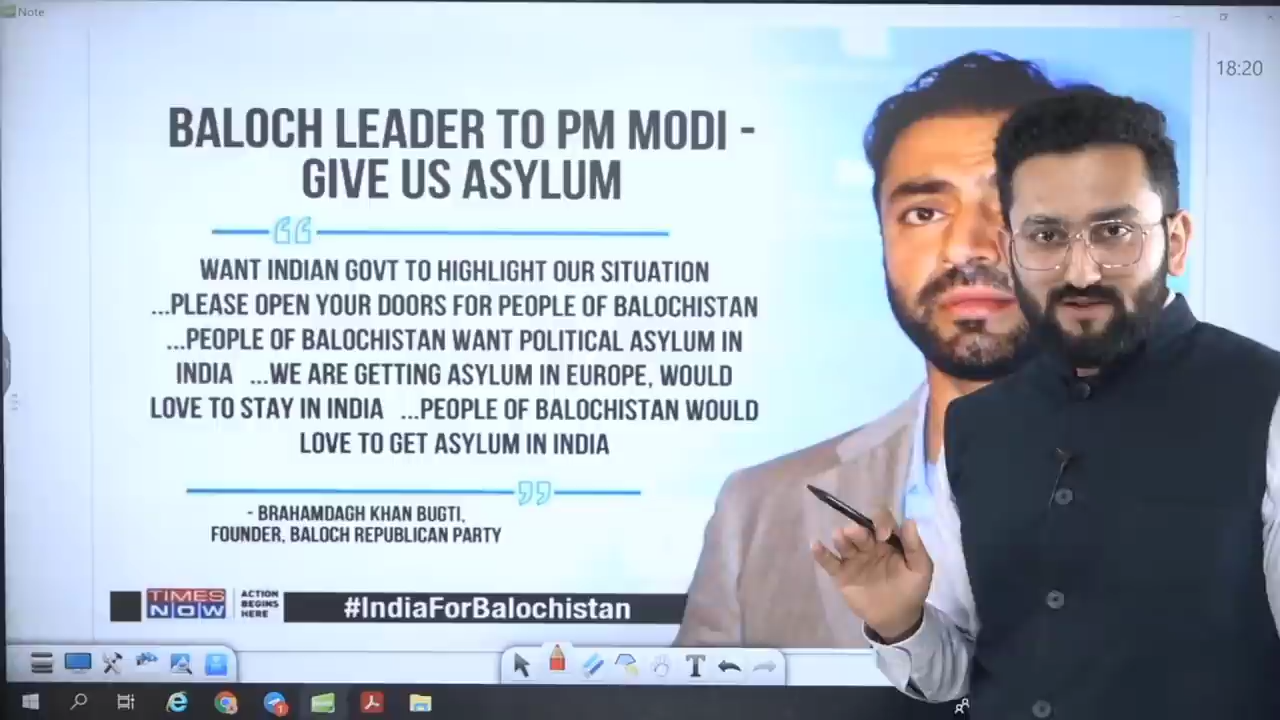 Note
18:20
BALOCH LEADER TO PM MODI -
GIVE US ASYLUM
WANT INDIAN GOVT TO HIGHLIGHT OUR SITUATION
...PLEASE OPEN YOUR DOORS FOR PEOPLE OF BALOCHISTAN
...PEOPLE OF BALOCHISTAN WANT POLITICAL ASYLUM IN
INDIA ...WE ARE GETTING ASYLUM IN EUROPE, WOULD
LOVE TO STAY IN INDIA ...PEOPLE OF BALOCHISTAN WOULD
LOVE TO GET ASYLUM IN INDIA
- BRAHAMDAGH KHAN BUGTI,
FOUNDER, BALOCH REPUBLICAN PARTY
TIMES
NOW
ACTION
BEGINS
HERE
#IndiaForBalochistan